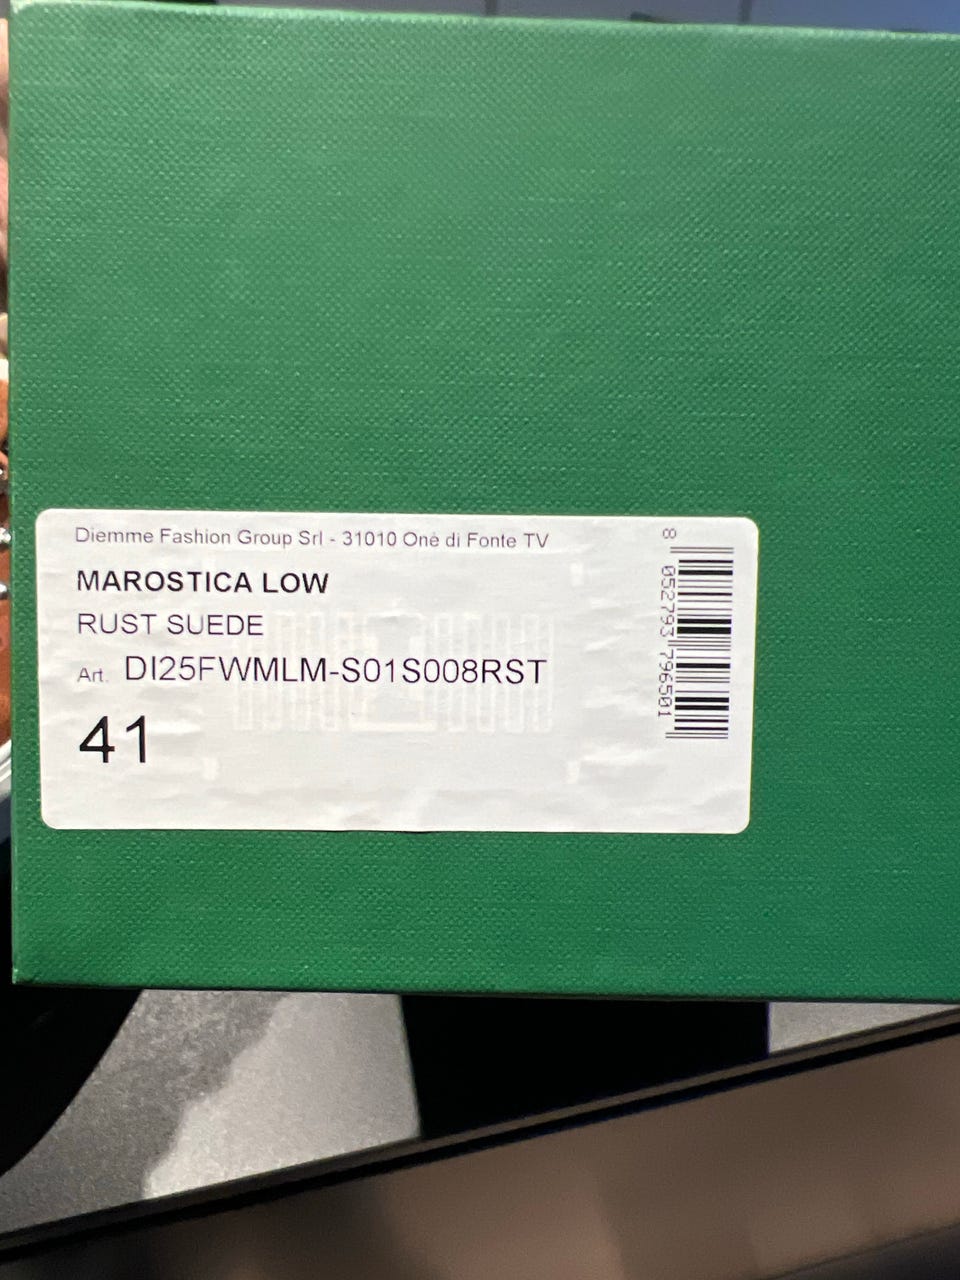 Diemme Fashion Group Srl - 31010 Onè di Fonte TV
MAROSTICA LOW
RUST SUEDE
Art. DI25FWMLM-S01S008RST
41
8 052793 796501